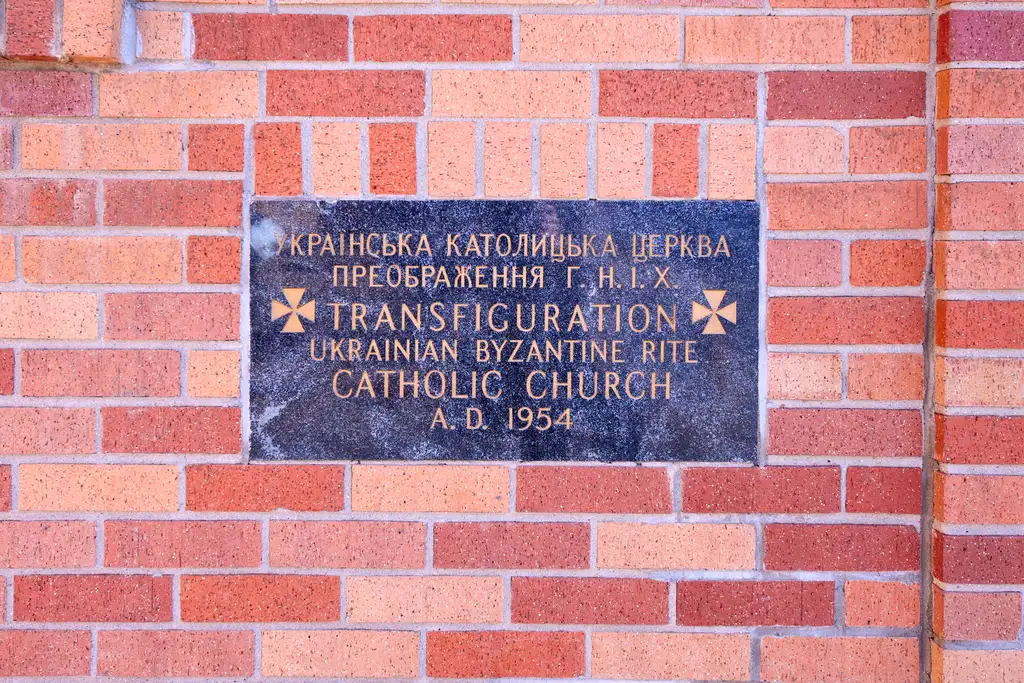 УКРАЇНСЬКА КАТОЛИЦЬКА ЦЕРКВА
ПРЕОБРАЖЕННЯ Г. Н. І. Х.
TRANSFIGURATION
UKRAINIAN BYZANTINE RITE
CATHOLIC CHURCH
A. D. 1954